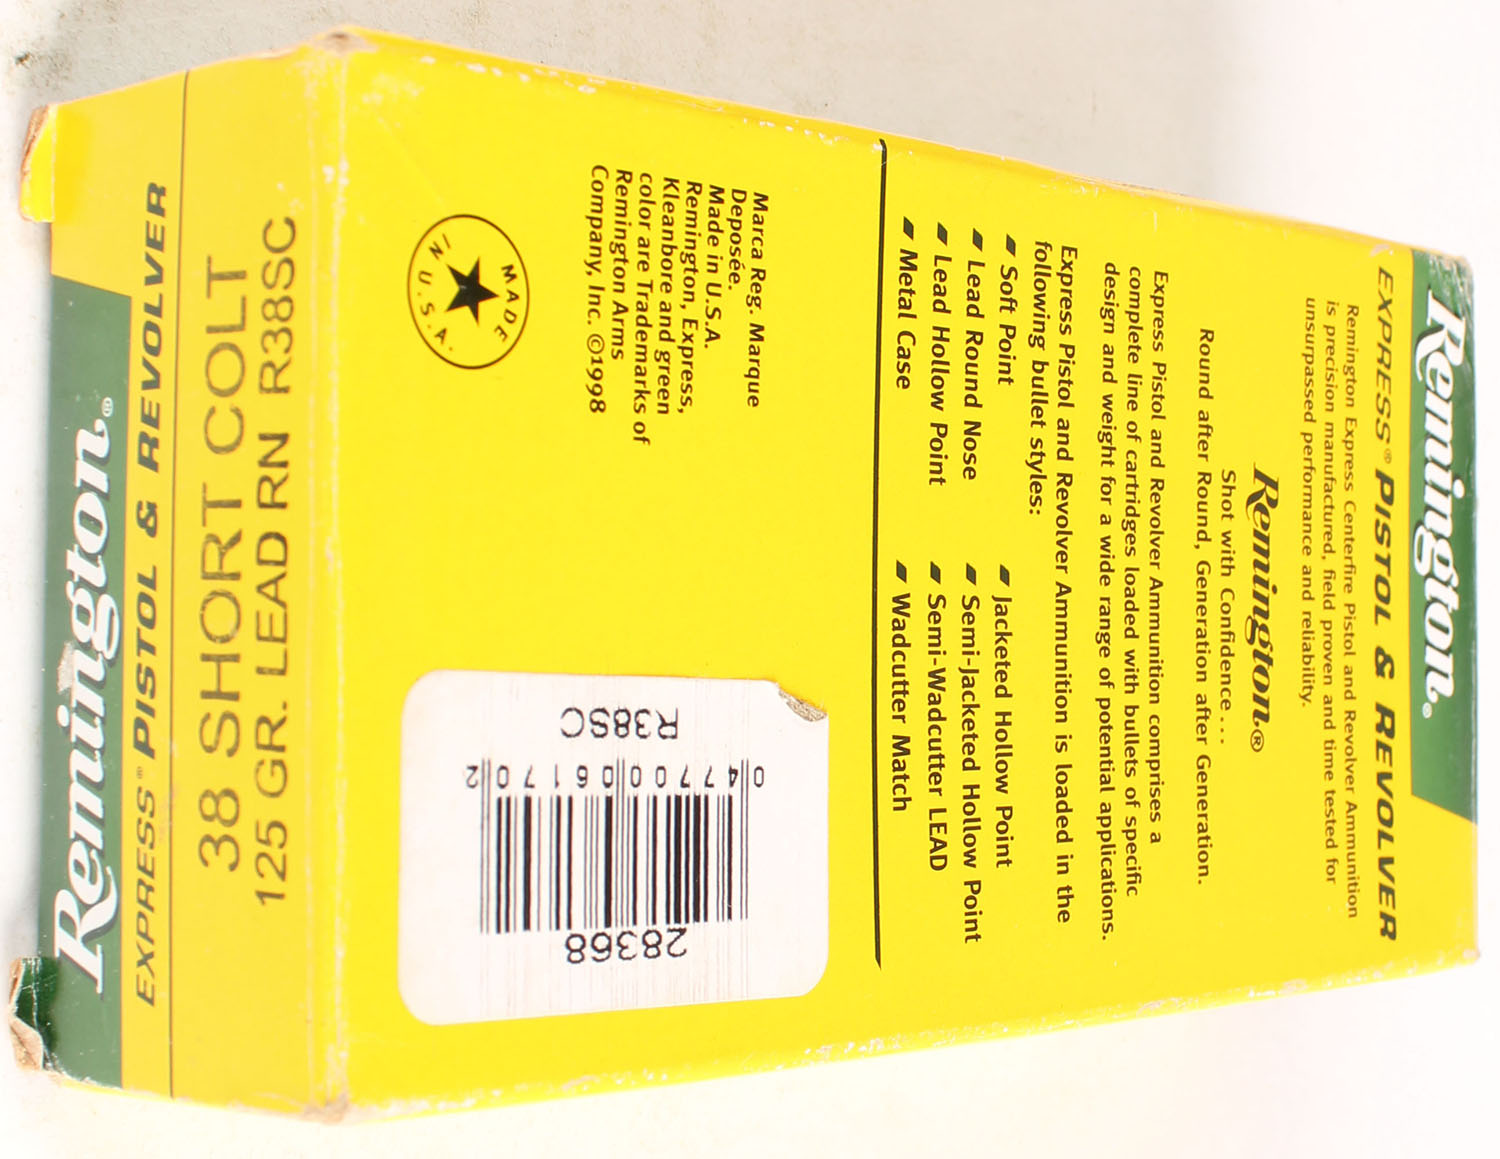 Remington®
EXPRESS® PISTOL & REVOLVER
Remington Express Centerfire Pistol and Revolver Ammunition
is precision manufactured, field proven and time tested for
unsurpassed performance and reliability.
Remington®
Shot with Confidence...
Round after Round, Generation after Generation.
Express Pistol and Revolver Ammunition comprises a
complete line of cartridges loaded with bullets of specific
design and weight for a wide range of potential applications.
Express Pistol and Revolver Ammunition is loaded in the
following bullet styles:
Soft Point
Lead Round Nose
Lead Hollow Point
Metal Case
Jacketed Hollow Point
Semi-Jacketed Hollow Point
Semi-Wadcutter LEAD
Wadcutter Match
Marca Reg. Marque
Deposée.
Made in U.S.A.
Remington, Express,
Kleanbore and green
color are Trademarks of
Remington Arms
Company, Inc. ©1998
MADE IN U.S.A.
28368
0 47700 06170 2
R38SC
Remington®
EXPRESS® PISTOL & REVOLVER
38 SHORT COLT
125 GR. LEAD RN R38SC